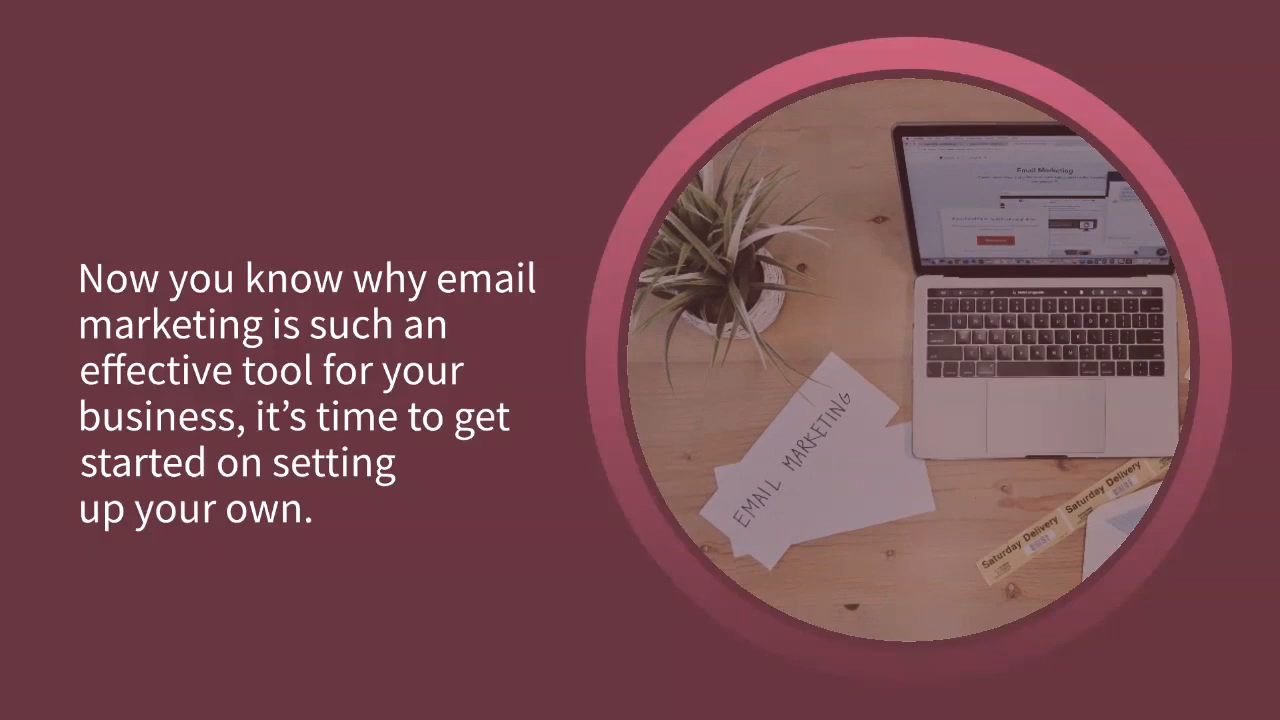 Now you know why email
marketing is such an
effective tool for your
business, it’s time to get
started on setting
up your own.
Email Marketing
EMAIL MARKETING
Saturday Delivery
Saturday Delivery